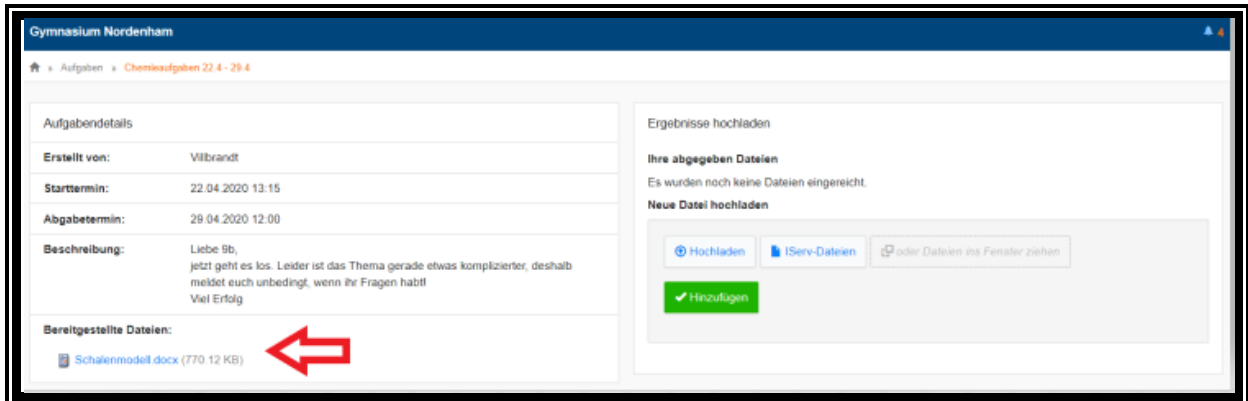 Gymnasium Nordenham
4
» Aufgaben » Chemieaufgaben 22.4 - 29.4
Aufgabendetails
Erstellt von: Villbrandt
Starttermin: 22.04.2020 13:15
Abgabetermin: 29.04.2020 12:00
Beschreibung: Liebe 9b,
jetzt geht es los. Leider ist das Thema gerade etwas komplizierter, deshalb
meldet euch unbedingt, wenn ihr Fragen habt!
Viel Erfolg
Bereitgestellte Dateien:
Schalenmodell.docx (770.12 KB)
Ergebnisse hochladen
Ihre abgegeben Dateien
Es wurden noch keine Dateien eingereicht.
Neue Datei hochladen
Hochladen
IServ-Dateien
oder Dateien ins Fenster ziehen
Hinzufügen